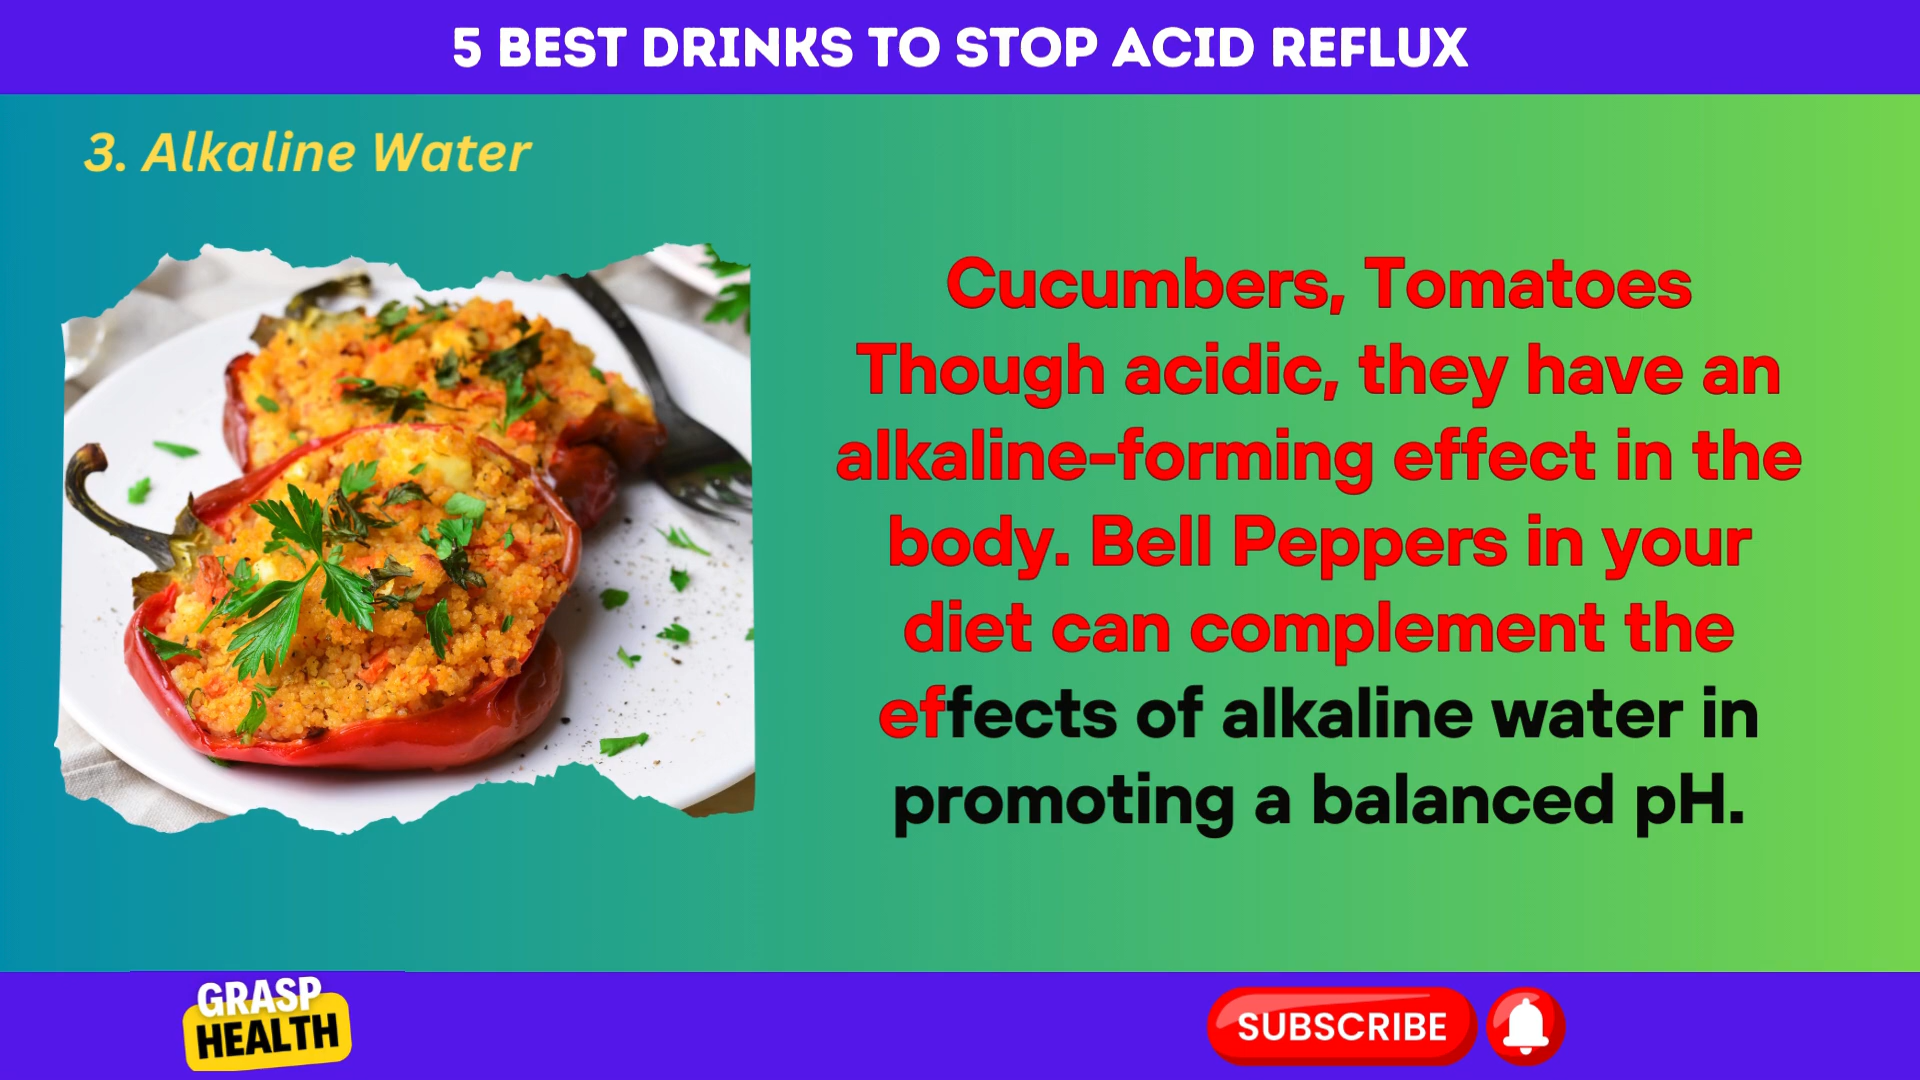 5 BEST DRINKS TO STOP ACID REFLUX
3. Alkaline Water
Cucumbers, Tomatoes
Though acidic, they have an
alkaline-forming effect in the
body. Bell Peppers in your
diet can complement the
effects of alkaline water in
promoting a balanced pH.
GRASP
HEALTH
SUBSCRIBE